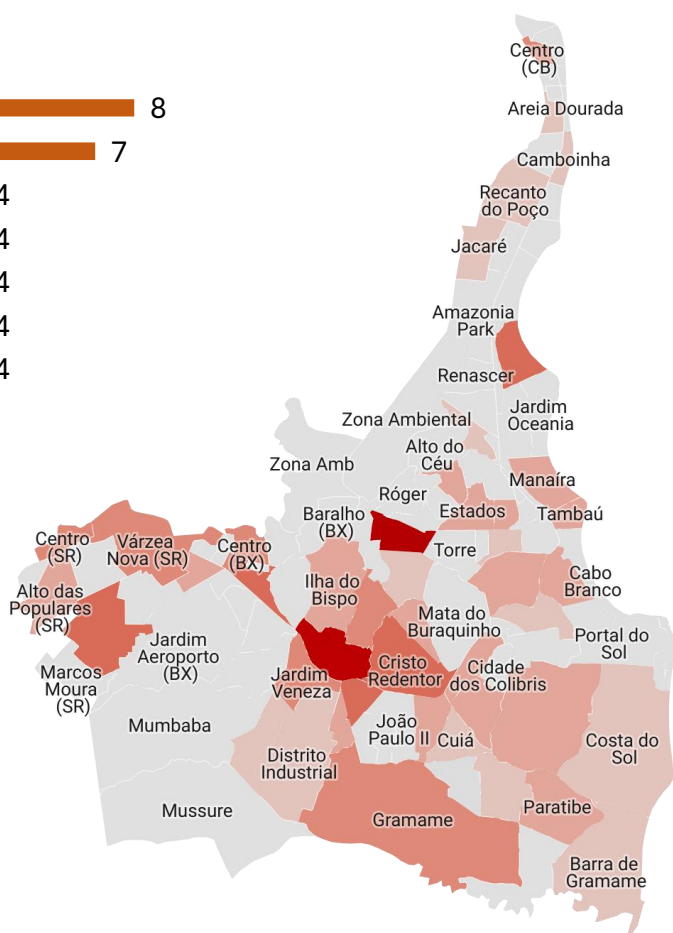 8
7
4
4
4
4
4
Centro
(CB)
Areia Dourada
Camboinha
Recanto
do Poço
Jacaré
Amazonia
Park
Renascer
Jardim
Oceania
Zona Ambiental
Alto do
Céu
Zona Amb
Manaíra
Róger
Estados
Tambaú
Baralho
(BX)
Torre
Centro
(SR)
Várzea
Nova (SR)
Centro
(BX)
Ilha do
Bispo
Cabo
Branco
Alto das
Populares
(SR)
Mata do
Buraquinho
Portal do
Sol
Jardim
Aeroporto
(BX)
Marcos
Moura
(SR)
Jardim
Veneza
Cristo
Redentor
Cidade
dos Colibris
Mumbaba
João
Paulo II
Cuiá
Costa do
Sol
Distrito
Industrial
Mussure
Gramame
Paratibe
Barra de
Gramame